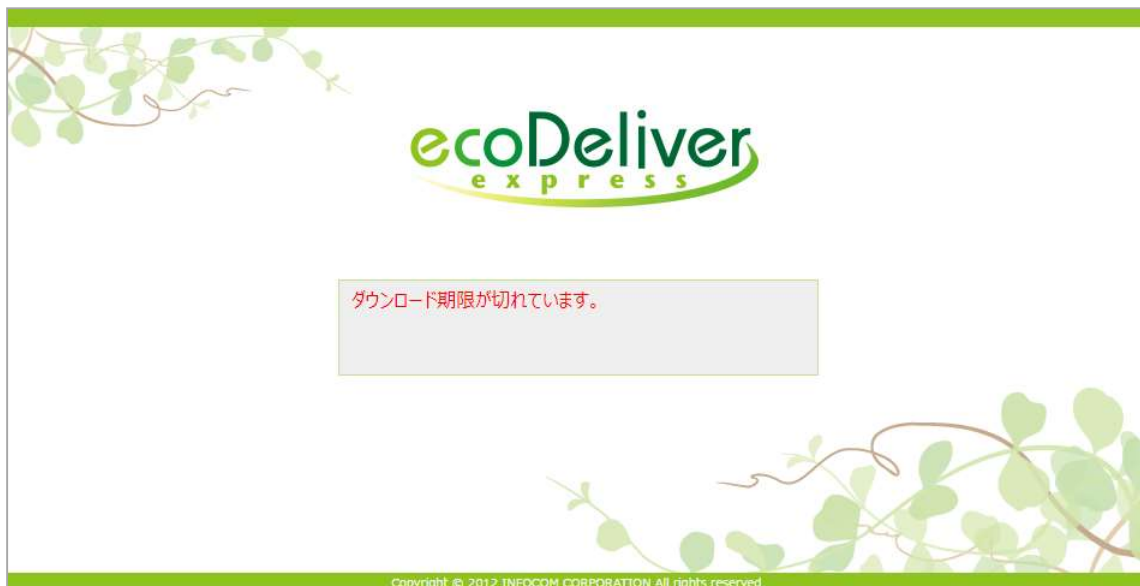 ecoDeliver
express
ダウンロード期限が切れています。
Copyright © 2012 INFOCOM CORPORATION All rights reserved